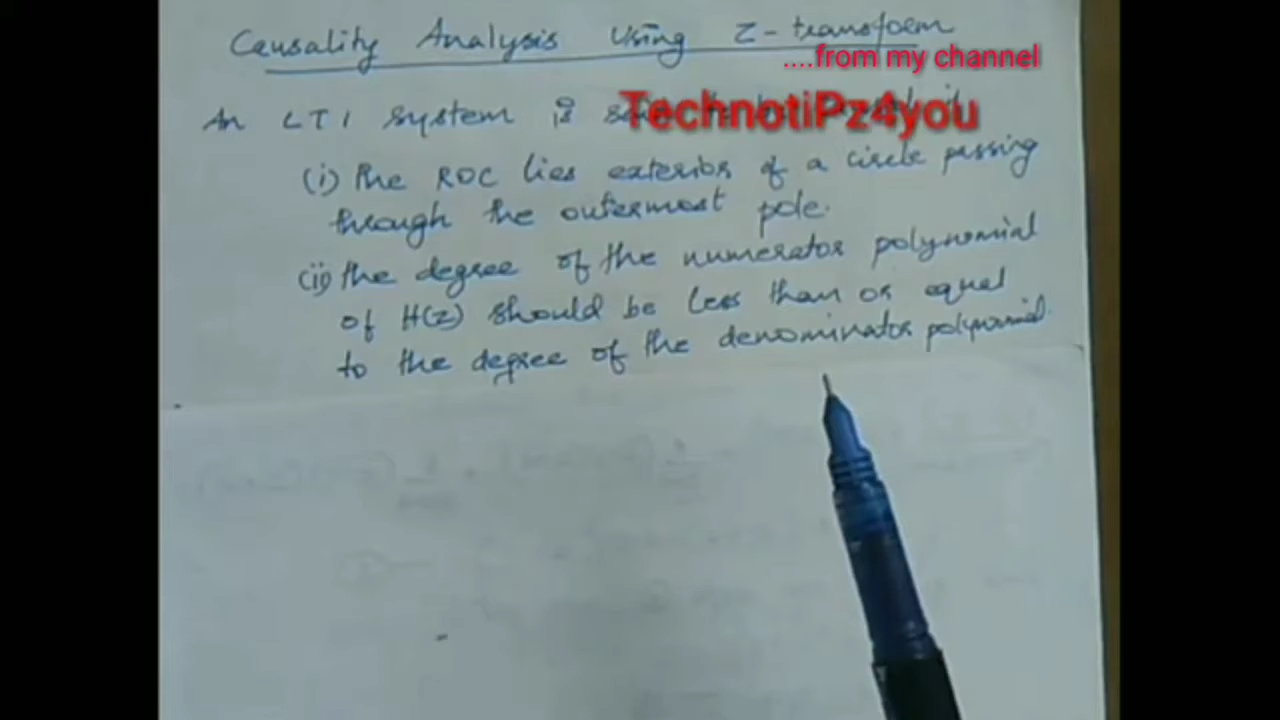 Causality Analysis Using Z-transform
....from my channel
TechnotiPz4you
An LTI system is
(i) the ROC lies exterior of a circle passing
through the outermost pole.
(ii) the degree of the numerator polynomial
of H(z) should be less than or equal
to the degree of the denominator polynomial.